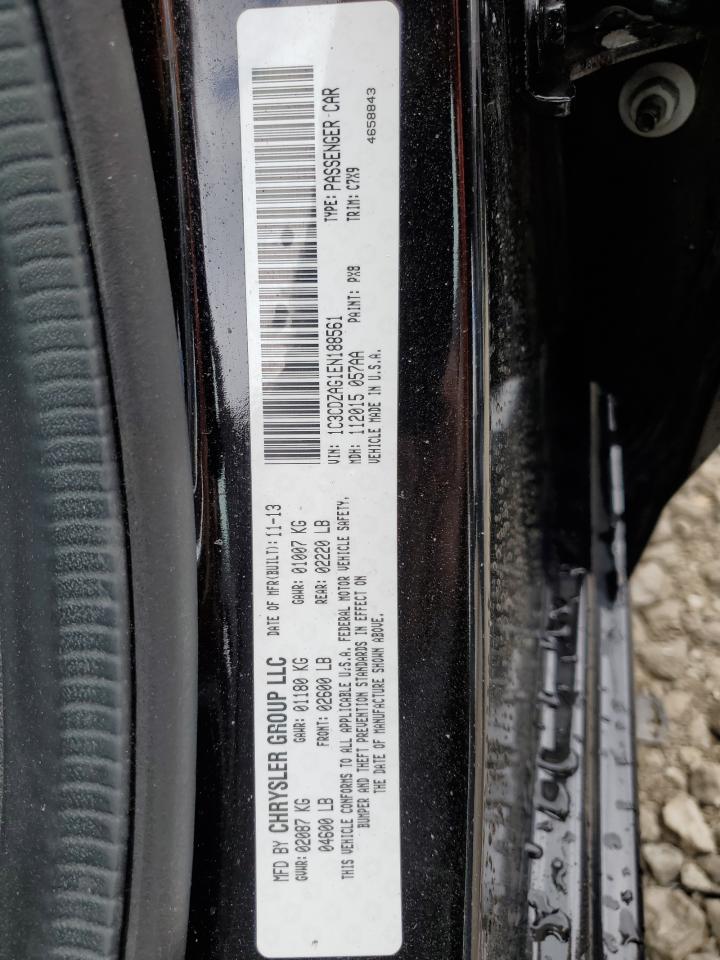 MFD BY CHRYSLER GROUP LLC DATE OF MFR(BUILT): 11-13
GVWR: 02087 KG GAWR: 01180 KG GAWR: 01007 KG
04600 LB FRONT: 02600 LB REAR: 02220 LB
THIS VEHICLE CONFORMS TO ALL APPLICABLE U.S.A. FEDERAL MOTOR VEHICLE SAFETY,
BUMPER AND THEFT PREVENTION STANDARDS IN EFFECT ON
THE DATE OF MANUFACTURE SHOWN ABOVE.
VIN: 1C3CDZAG1EN188561 TYPE: PASSENGER CAR
MDH: 112015 057AA PAINT: PX8 TRIM: C7X9
VEHICLE MADE IN U.S.A. 4658843